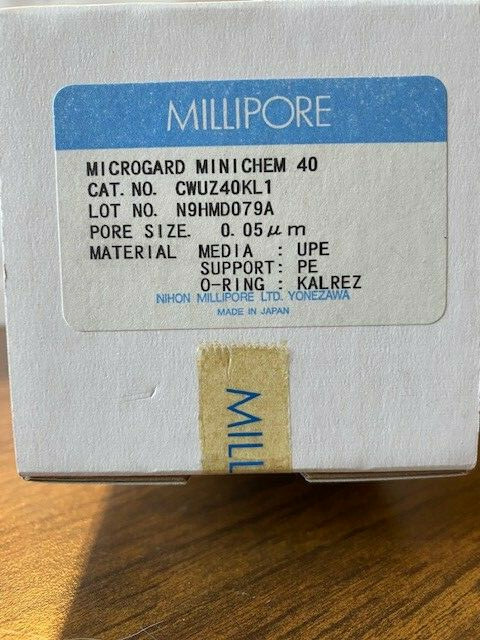 MILLIPORE
MICROGARD MINICHEM 40
CAT. NO. CWUZ40KL1
LOT NO. N9HMD079A
PORE SIZE. 0.05μm
MATERIAL MEDIA : UPE
SUPPORT: PE
O-RING : KALREZ
NIHON MILLIPORE LTD. YONEZAWA
MADE IN JAPAN
MILL